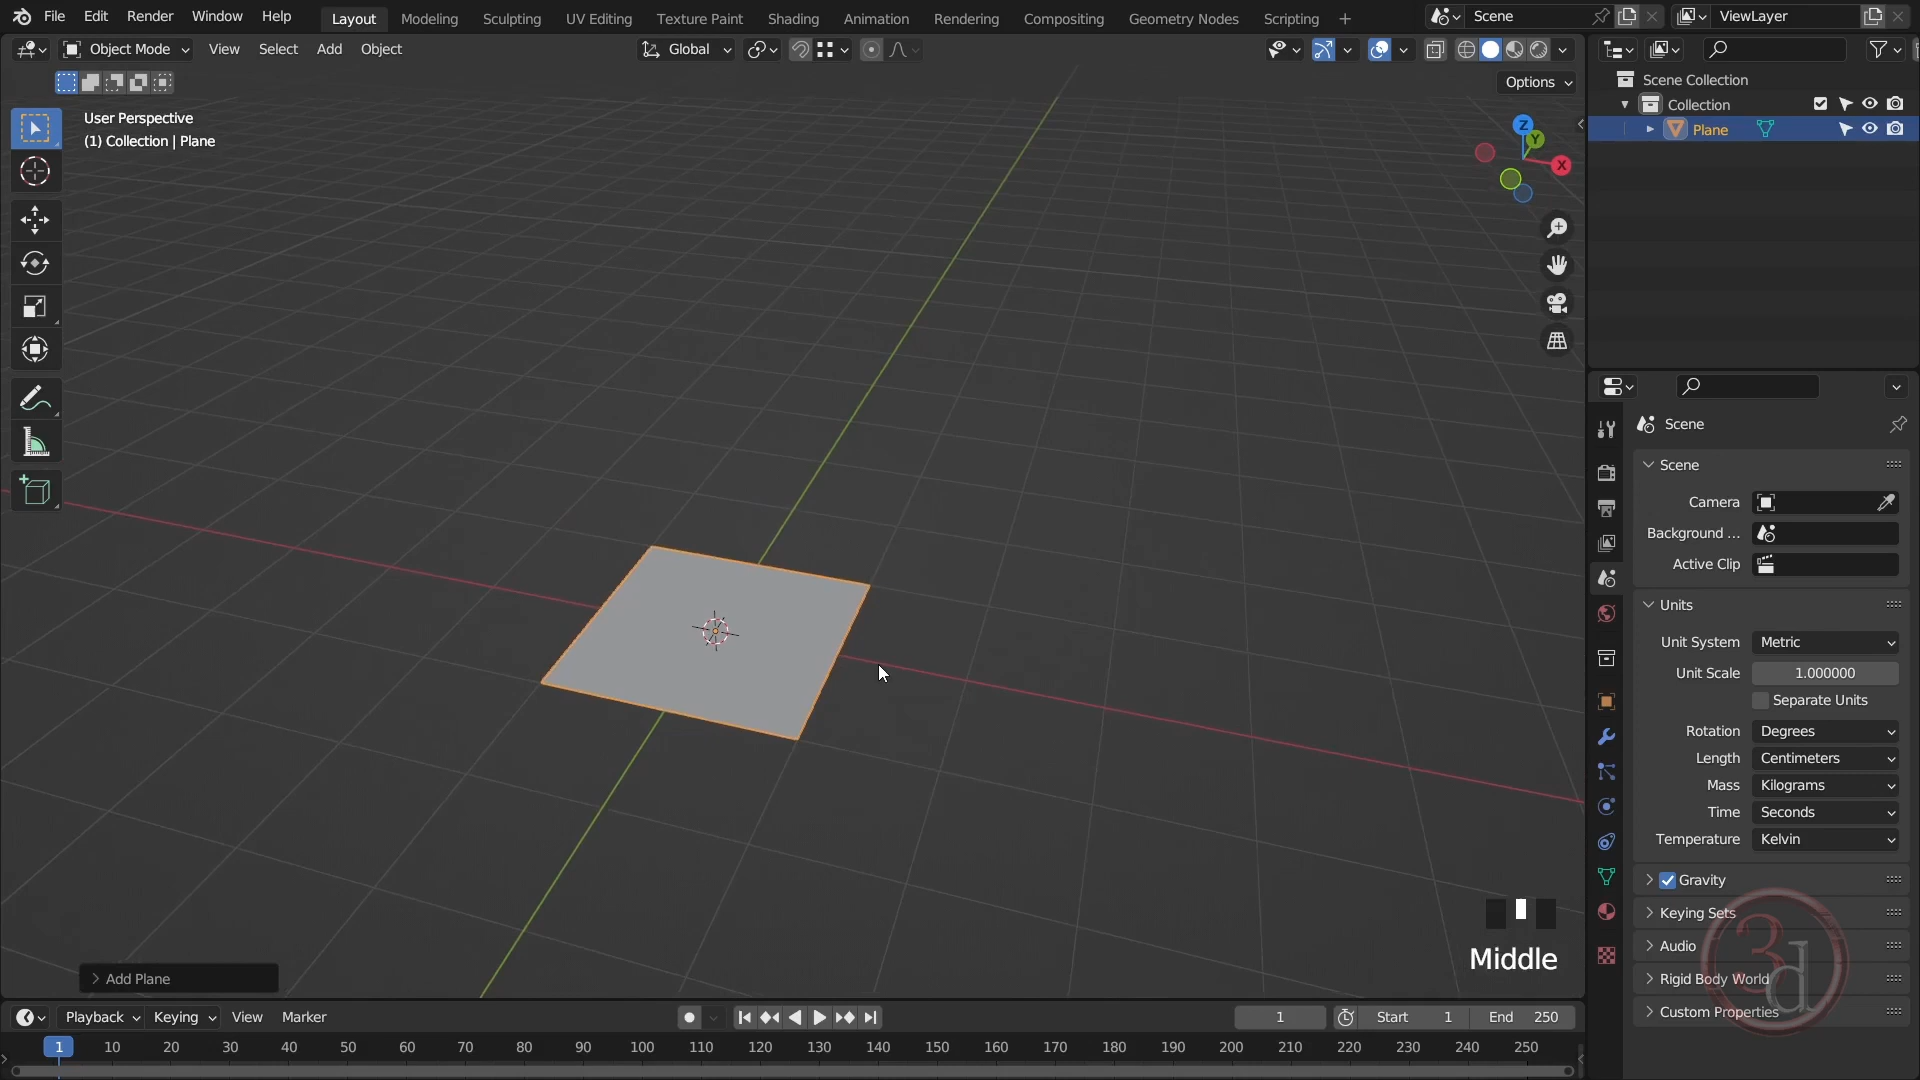 File Edit Render Window Help Layout Modeling Sculpting UV Editing Texture Paint Shading Animation Rendering Compositing Geometry Nodes Scripting + Scene ViewLayer
Object Mode View Select Add Object Global
Options
User Perspective
(1) Collection | Plane
Z
Y
X
Scene Collection
Collection
Plane
Scene
Scene
Camera
Background ...
Active Clip
Units
Unit System Metric
Unit Scale 1.000000
Separate Units
Rotation Degrees
Length Centimeters
Mass Kilograms
Time Seconds
Temperature Kelvin
Gravity
Keying Sets
Audio
Rigid Body World
Custom Properties
3d
Middle
Add Plane
Playback Keying View Marker 1 Start 1 End 250
1 10 20 30 40 50 60 70 80 90 100 110 120 130 140 150 160 170 180 190 200 210 220 230 240 250